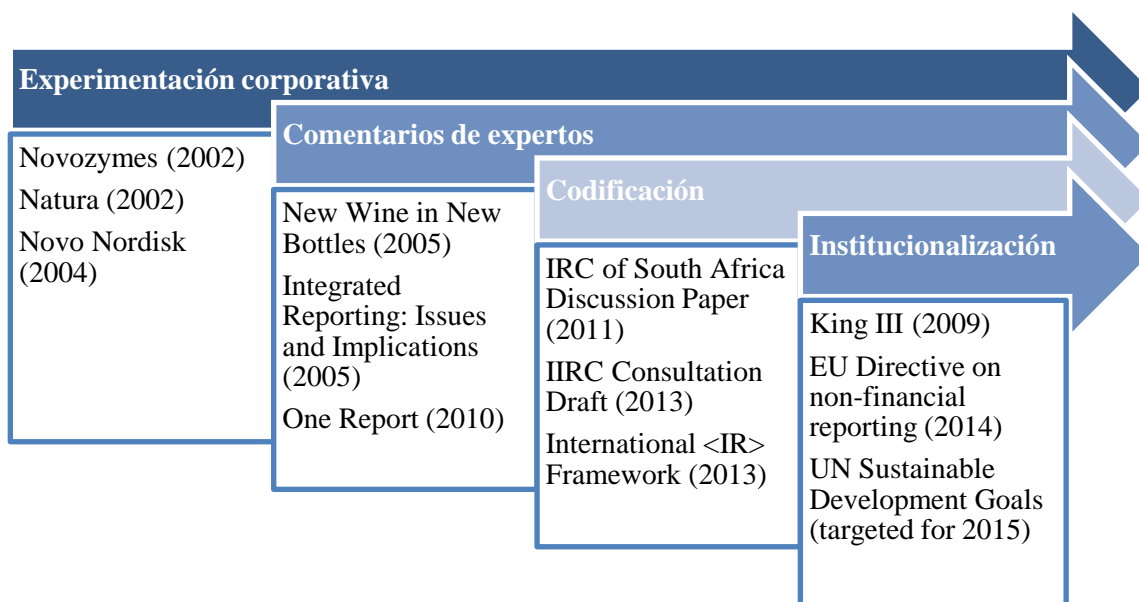 Experimentación corporativa
Novozymes (2002)
Natura (2002)
Novo Nordisk
(2004)
Comentarios de expertos
New Wine in New
Bottles (2005)
Integrated
Reporting: Issues
and Implications
(2005)
One Report (2010)
Codificación
IRC of South Africa
Discussion Paper
(2011)
IIRC Consultation
Draft (2013)
International <IR>
Framework (2013)
Institucionalización
King III (2009)
EU Directive on
non-financial
reporting (2014)
UN Sustainable
Development Goals
(targeted for 2015)